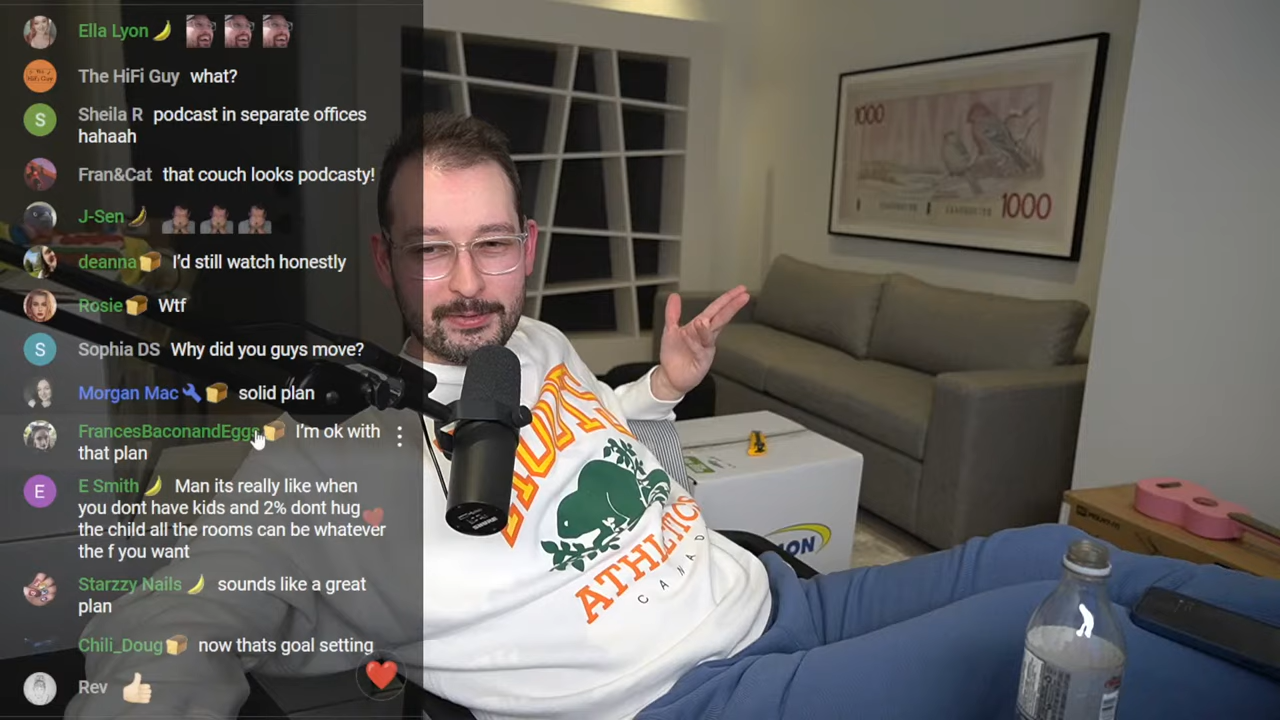 Ella Lyon
The HiFi Guy what?
Sheila R podcast in separate offices
hahaah
Fran&Cat that couch looks podcasty!
J-Sen
deanna I'd still watch honestly
Rosie Wtf
Sophia DS Why did you guys move?
Morgan Mac solid plan
FrancesBaconandEggs I'm ok with
that plan
E Smith Man its really like when
you dont have kids and 2% dont hug
the child all the rooms can be whatever
the f you want
Starzzy Nails sounds like a great
plan
Chili_Doug now thats goal setting
Rev
S
S
E
1000
1000
ROOTS
ATHLETICS
CANADA